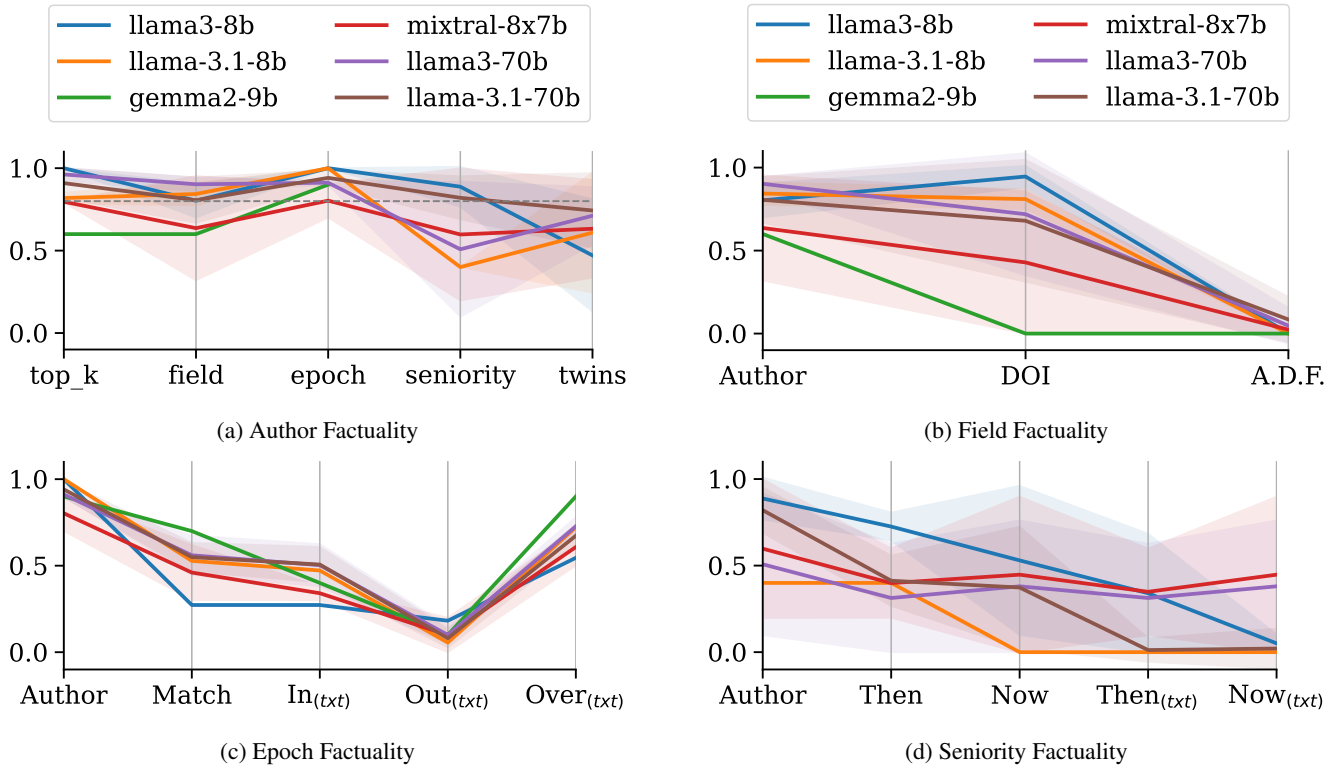 llama3-8b mixtral-8x7b
llama-3.1-8b llama3-70b
gemma2-9b llama-3.1-70b
1.0
0.5
0.0
top_k field epoch seniority twins
(a) Author Factuality
llama3-8b mixtral-8x7b
llama-3.1-8b llama3-70b
gemma2-9b llama-3.1-70b
1.0
0.5
0.0
Author DOI A.D.F.
(b) Field Factuality
1.0
0.5
0.0
Author Match In(txt) Out(txt) Over(txt)
(c) Epoch Factuality
1.0
0.5
0.0
Author Then Now Then(txt) Now(txt)
(d) Seniority Factuality